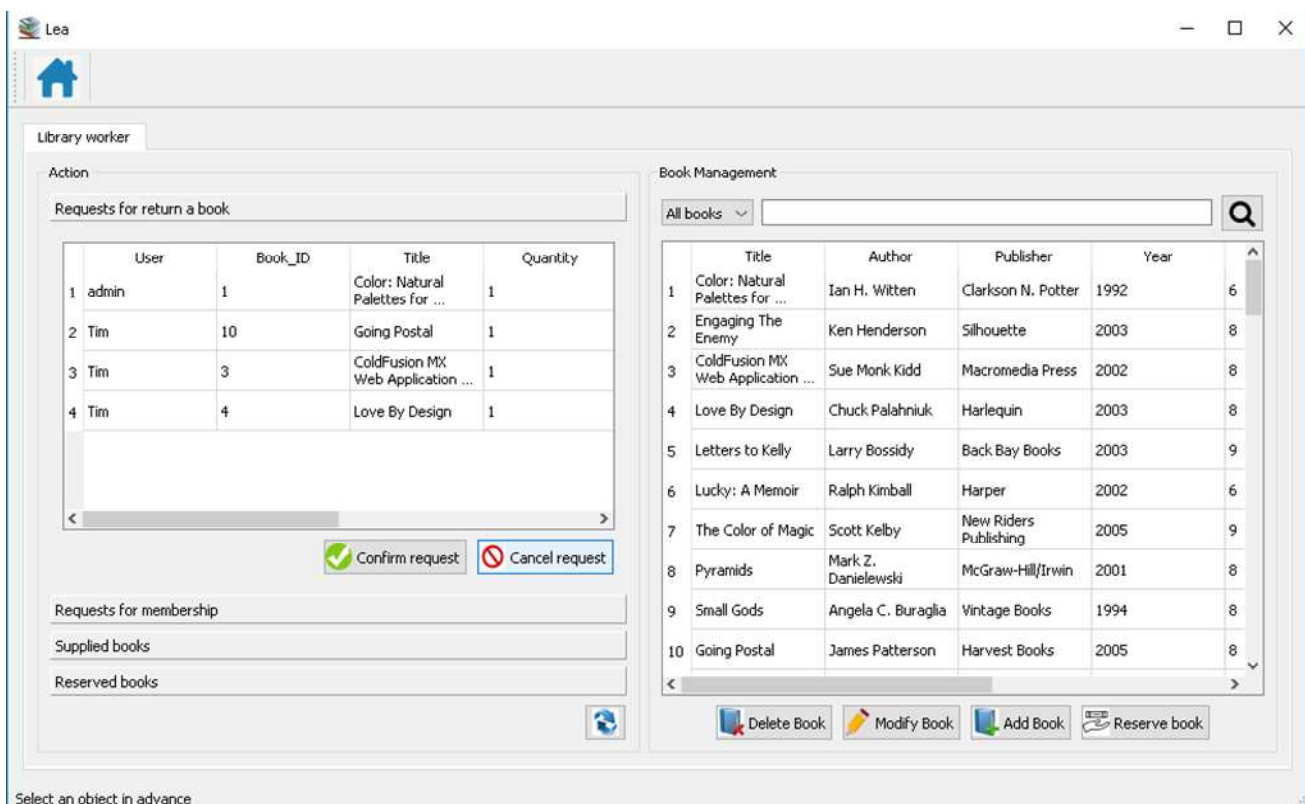 Lea
Library worker
Action
Requests for return a book
User Book_ID Title Quantity
1 admin 1 Color: Natural Palettes for ... 1
2 Tim 10 Going Postal 1
3 Tim 3 ColdFusion MX Web Application ... 1
4 Tim 4 Love By Design 1
Confirm request Cancel request
Requests for membership
Supplied books
Reserved books
Book Management
All books
Title Author Publisher Year
1 Color: Natural Palettes for ... Ian H. Witten Clarkson N. Potter 1992 6
2 Engaging The Enemy Ken Henderson Silhouette 2003 8
3 ColdFusion MX Web Application ... Sue Monk Kidd Macromedia Press 2002 8
4 Love By Design Chuck Palahniuk Harlequin 2003 8
5 Letters to Kelly Larry Bossidy Back Bay Books 2003 9
6 Lucky: A Memoir Ralph Kimball Harper 2002 6
7 The Color of Magic Scott Kelby New Riders Publishing 2005 9
8 Pyramids Mark Z. Danielewski McGraw-Hill/Irwin 2001 8
9 Small Gods Angela C. Buraglia Vintage Books 1994 8
10 Going Postal James Patterson Harvest Books 2005 8
Delete Book Modify Book Add Book Reserve book
Select an object in advance